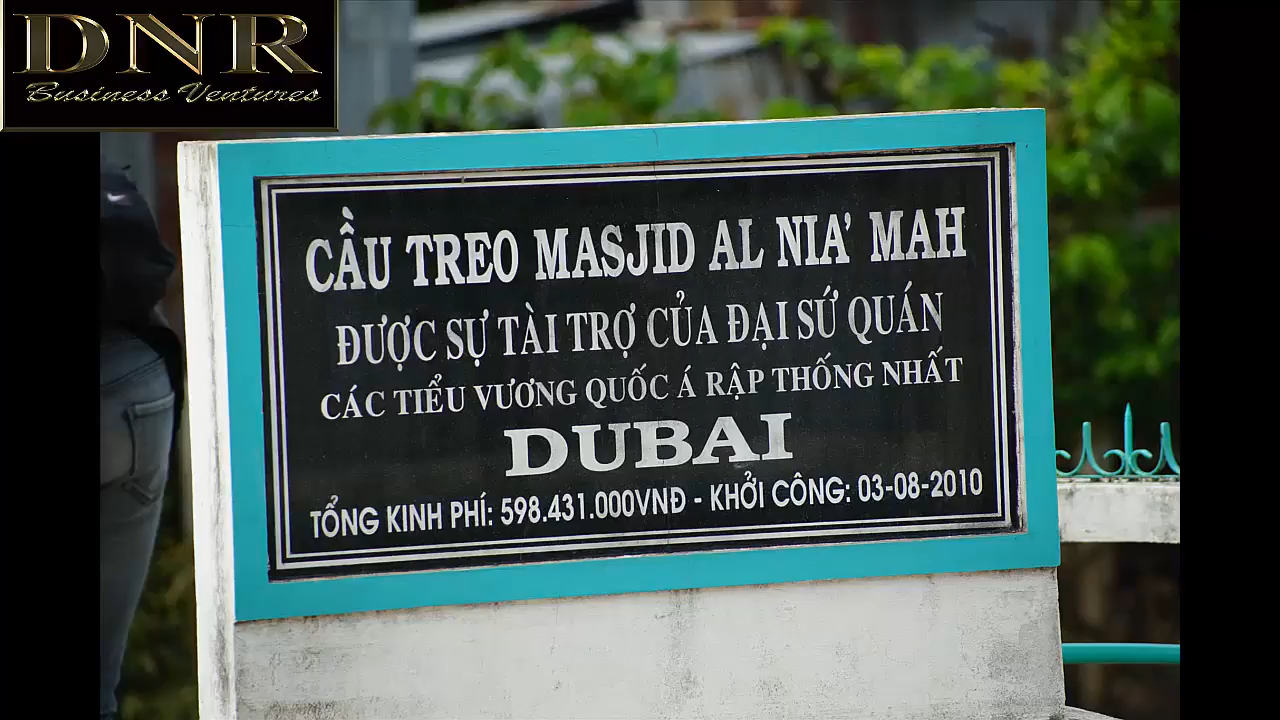 DNR
Business Ventures
CẦU TREO MASJID AL NIA' MAH
ĐƯỢC SỰ TÀI TRỢ CỦA ĐẠI SỨ QUÁN
CÁC TIỂU VƯƠNG QUỐC Á RẬP THỐNG NHẤT
DUBAI
TỔNG KINH PHÍ: 598.431.000VNĐ - KHỞI CÔNG: 03-08-2010